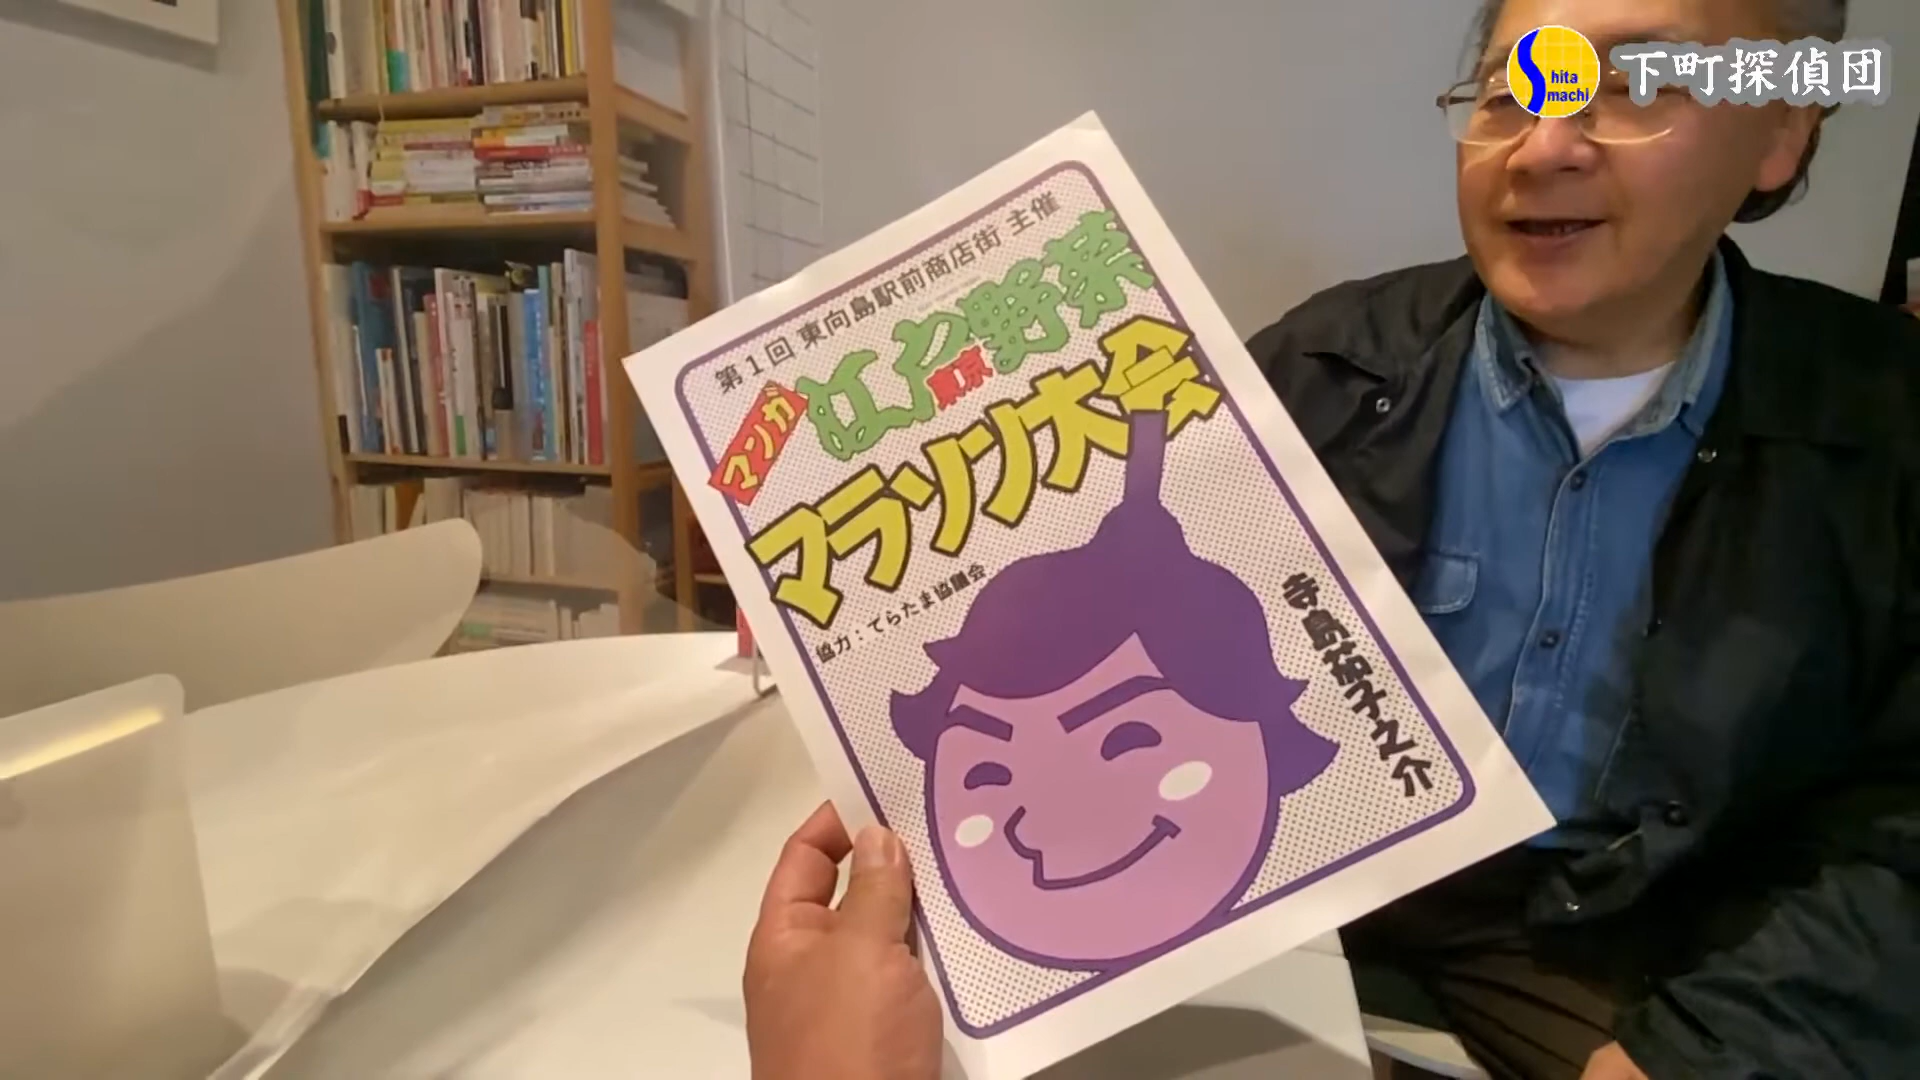 hita
machi
下町探偵団
第1回 東向島駅前商店街 主催
マンガ
江戸野菜
東京
マラソン大会
協力：てらたま協議会
寺島茄子之介